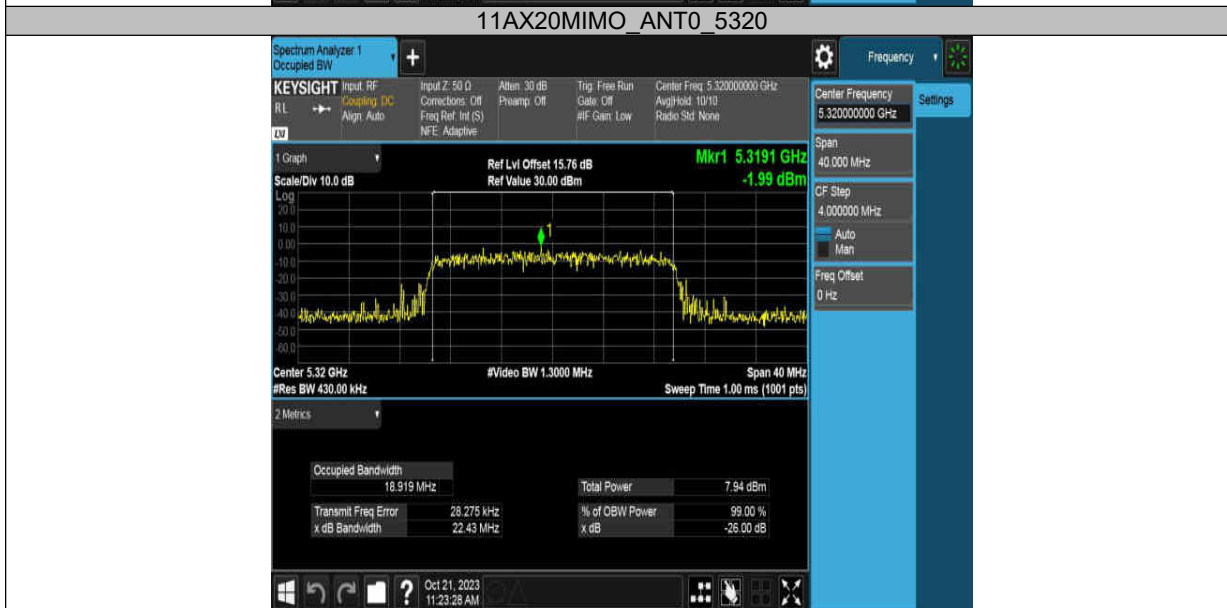 11AX20MIMO_ANT0_5320
Spectrum Analyzer 1
Occupied BW
+
Frequency
KEYSIGHT
RL
LXI
Input: RF
Coupling: DC
Align: Auto
Input Z: 50 Ω
Corrections: Off
Freq Ref: Int (S)
NFE: Adaptive
Atten: 30 dB
Preamp: Off
Trig: Free Run
Gate: Off
#IF Gain: Low
Center Freq: 5.320000000 GHz
Avg|Hold: 10/10
Radio Std: None
Center Frequency
5.320000000 GHz
Settings
Span
40.000 MHz
CF Step
4.000000 MHz
Auto
Man
Freq Offset
0 Hz
1 Graph
Scale/Div 10.0 dB
Ref Lvl Offset 15.76 dB
Ref Value 30.00 dBm
Mkr1 5.3191 GHz
-1.99 dBm
Log
20.0
10.0
0.00
-10.0
-20.0
-30.0
-40.0
-50.0
-60.0
1
Center 5.32 GHz
#Video BW 1.3000 MHz
Span 40 MHz
#Res BW 430.00 kHz
Sweep Time 1.00 ms (1001 pts)
2 Metrics
Occupied Bandwidth
18.919 MHz
Total Power 7.94 dBm
Transmit Freq Error 28.275 kHz
% of OBW Power 99.00 %
x dB Bandwidth 22.43 MHz
x dB -26.00 dB
?
Oct 21, 2023
11:23:28 AM